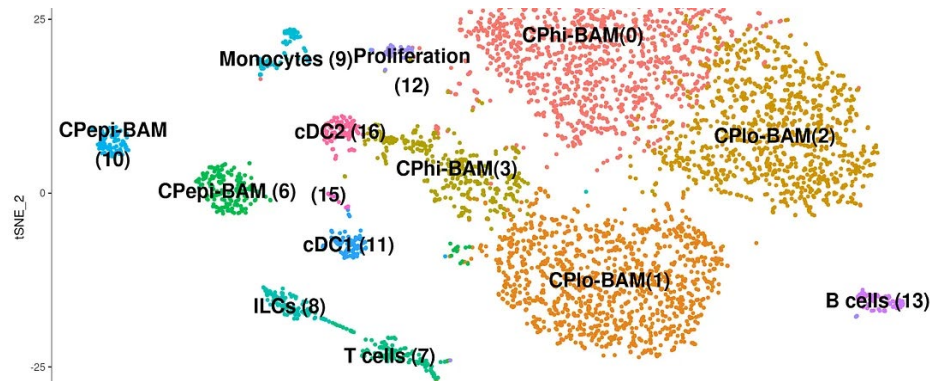 25
CPhi-BAM(0)
Monocytes (9)
Proliferation
(12)
CPepi-BAM
(10)
cDC2 (16)
CPlo-BAM(2)
CPhi-BAM(3)
tSNE_2
0
CPepi-BAM (6)
(15)
cDC1 (11)
CPlo-BAM(1)
ILCs (8)
B cells (13)
T cells (7)
-25